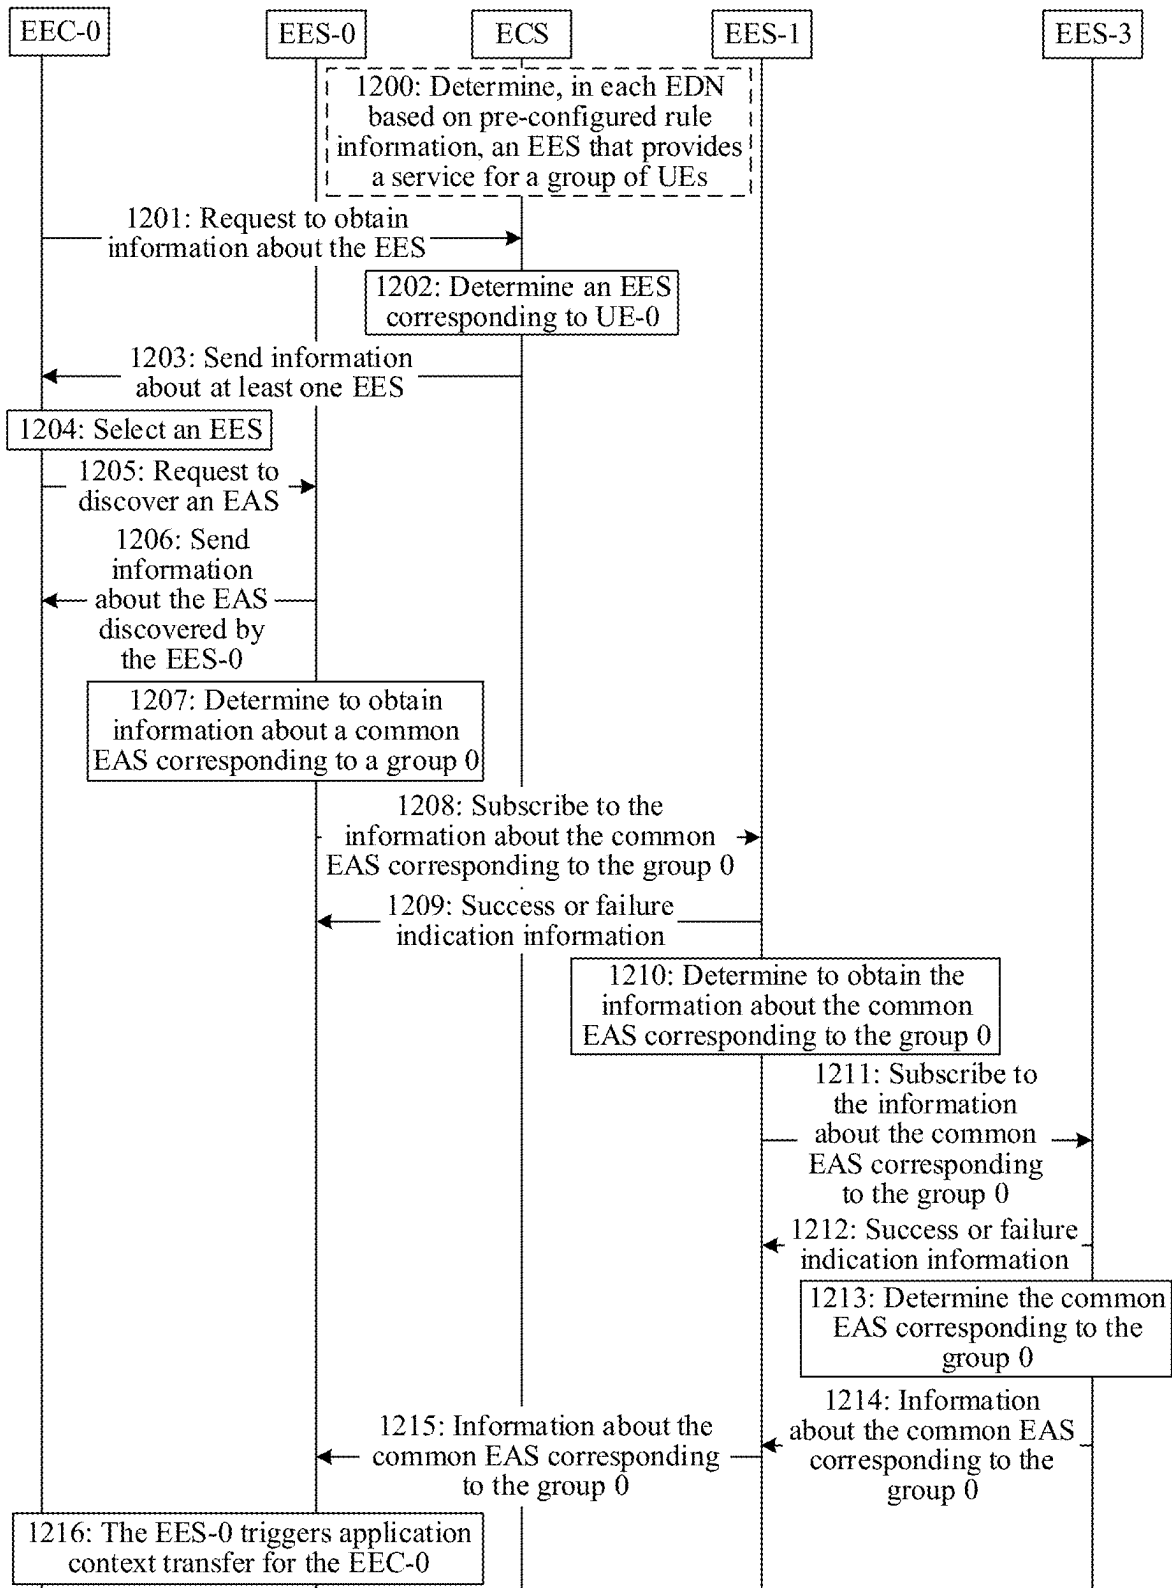 EEC-0
EES-0
ECS
EES-1
EES-3
1200: Determine, in each EDN
based on pre-configured rule
information, an EES that provides
a service for a group of UEs
1201: Request to obtain
information about the EES
1202: Determine an EES
corresponding to UE-0
1203: Send information
about at least one EES
1204: Select an EES
1205: Request to
discover an EAS
1206: Send
information
about the EAS
discovered by
the EES-0
1207: Determine to obtain
information about a common
EAS corresponding to a group 0
1208: Subscribe to the
information about the common
EAS corresponding to the group 0
1209: Success or failure
indication information
1210: Determine to obtain the
information about the common
EAS corresponding to the group 0
1211: Subscribe to
the information
about the common
EAS corresponding
to the group 0
1212: Success or failure
indication information
1213: Determine the common
EAS corresponding to the
group 0
1214: Information
about the common EAS
corresponding to the
group 0
1215: Information about the
common EAS corresponding
to the group 0
1216: The EES-0 triggers application
context transfer for the EEC-0